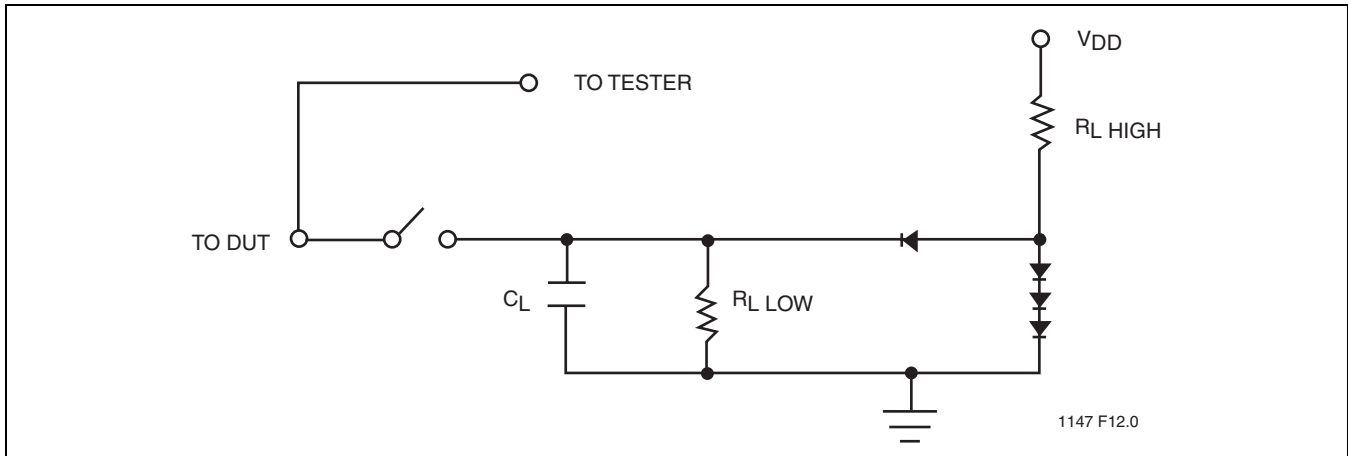 VDD
TO TESTER
RL HIGH
TO DUT
CL
RL LOW
1147 F12.0